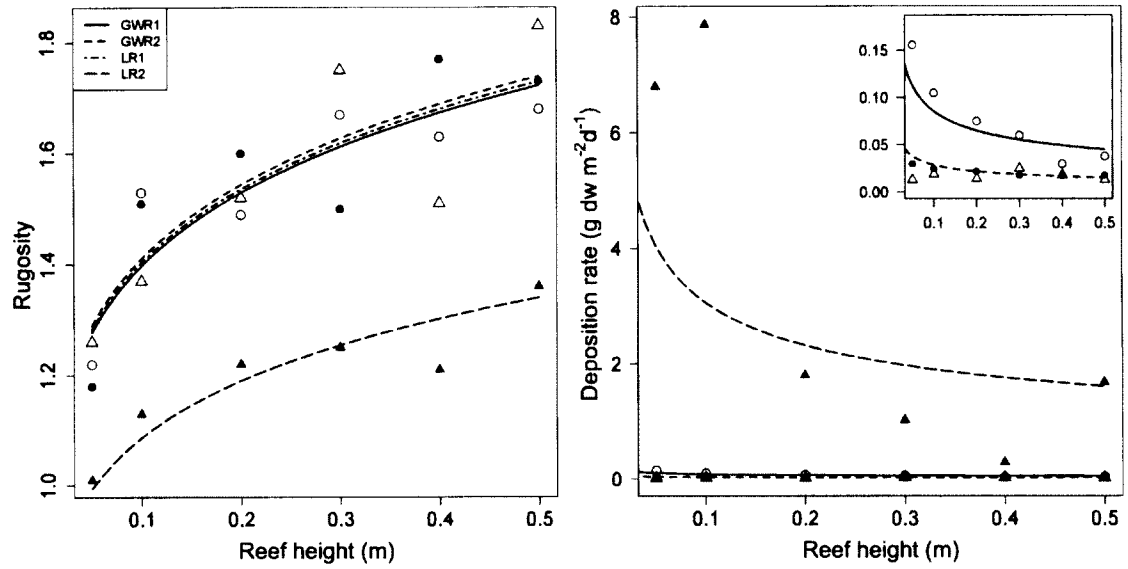 GWR1
GWR2
LR1
LR2
Rugosity
1.8
1.6
1.4
1.2
1.0
0.1 0.2 0.3 0.4 0.5
Reef height (m)
Deposition rate (g dw m⁻²d⁻¹)
8
6
4
2
0
0.1 0.2 0.3 0.4 0.5
Reef height (m)
0.15
0.10
0.05
0.00
0.1 0.2 0.3 0.4 0.5